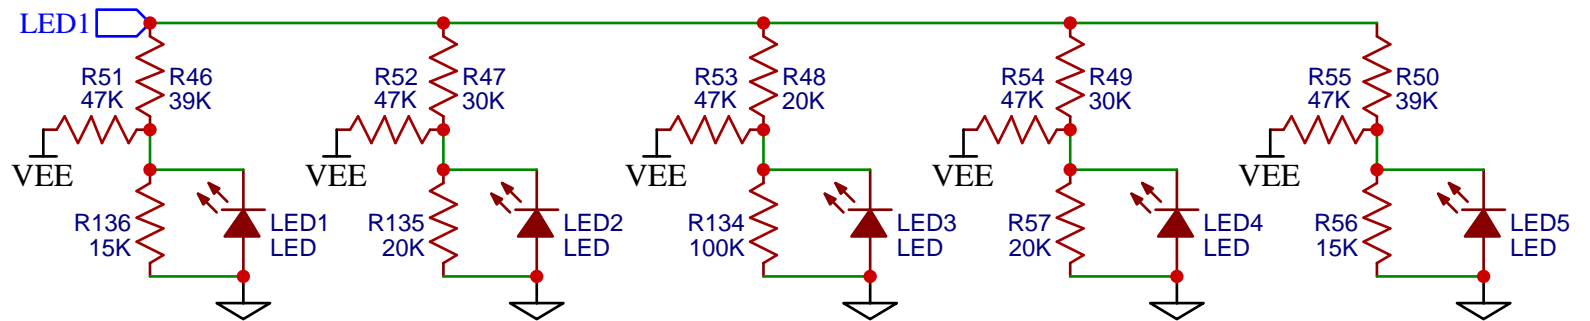 LED1
R51
47K
R46
39K
VEE
R136
15K
LED1
LED
R52
47K
R47
30K
VEE
R135
20K
LED2
LED
R53
47K
R48
20K
VEE
R134
100K
LED3
LED
R54
47K
R49
30K
VEE
R57
20K
LED4
LED
R55
47K
R50
39K
VEE
R56
15K
LED5
LED